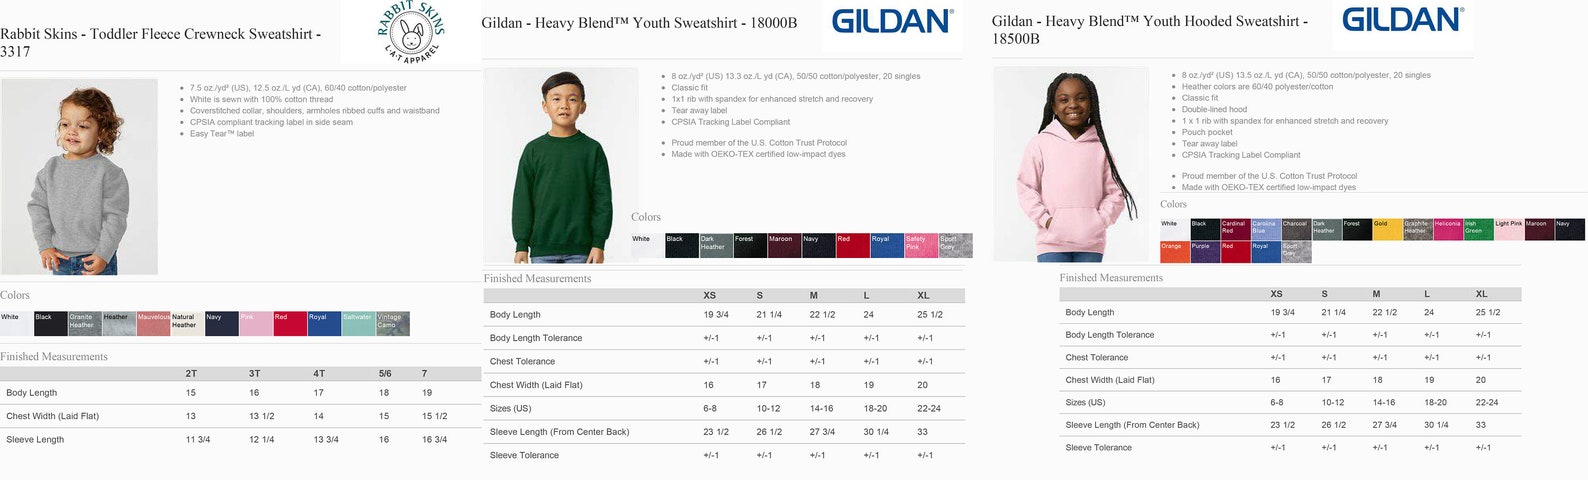 Rabbit Skins - Toddler Fleece Crewneck Sweatshirt -
3317
RABBIT SKINS
L·A·T APPAREL
7.5 oz./yd² (US), 12.5 oz./L yd (CA), 60/40 cotton/polyester
White is sewn with 100% cotton thread
Coverstitched collar, shoulders, armholes ribbed cuffs and waistband
CPSIA compliant tracking label in side seam
Easy Tear™ label
Colors
White Black Granite Heather Heather Mauvelous Natural Heather Navy Pink Red Royal Saltwater Vintage Camo
Finished Measurements
2T 3T 4T 5/6 7
Body Length 15 16 17 18 19
Chest Width (Laid Flat) 13 13 1/2 14 15 15 1/2
Sleeve Length 11 3/4 12 1/4 13 3/4 16 16 3/4
Gildan - Heavy Blend™ Youth Sweatshirt - 18000B
GILDAN®
8 oz./yd² (US) 13.3 oz./L yd (CA), 50/50 cotton/polyester, 20 singles
Classic fit
1x1 rib with spandex for enhanced stretch and recovery
Tear away label
CPSIA Tracking Label Compliant
Proud member of the U.S. Cotton Trust Protocol
Made with OEKO-TEX certified low-impact dyes
Colors
White Black Dark Heather Forest Maroon Navy Red Royal Safety Pink Sport Grey
Finished Measurements
XS S M L XL
Body Length 19 3/4 21 1/4 22 1/2 24 25 1/2
Body Length Tolerance +/-1 +/-1 +/-1 +/-1 +/-1
Chest Tolerance +/-1 +/-1 +/-1 +/-1 +/-1
Chest Width (Laid Flat) 16 17 18 19 20
Sizes (US) 6-8 10-12 14-16 18-20 22-24
Sleeve Length (From Center Back) 23 1/2 26 1/2 27 3/4 30 1/4 33
Sleeve Tolerance +/-1 +/-1 +/-1 +/-1 +/-1
Gildan - Heavy Blend™ Youth Hooded Sweatshirt -
18500B
GILDAN®
8 oz./yd² (US) 13.5 oz./L yd (CA), 50/50 cotton/polyester, 20 singles
Heather colors are 60/40 polyester/cotton
Classic fit
Double-lined hood
1 x 1 rib with spandex for enhanced stretch and recovery
Pouch pocket
Tear away label
CPSIA Tracking Label Compliant
Proud member of the U.S. Cotton Trust Protocol
Made with OEKO-TEX certified low-impact dyes
Colors
White Black Cardinal Red Carolina Blue Charcoal Dark Heather Forest Gold Graphite Heather Heliconia Irish Green Light Pink Maroon Navy
Orange Purple Red Royal Sport Grey
Finished Measurements
XS S M L XL
Body Length 19 3/4 21 1/4 22 1/2 24 25 1/2
Body Length Tolerance +/-1 +/-1 +/-1 +/-1 +/-1
Chest Tolerance +/-1 +/-1 +/-1 +/-1 +/-1
Chest Width (Laid Flat) 16 17 18 19 20
Sizes (US) 6-8 10-12 14-16 18-20 22-24
Sleeve Length (From Center Back) 23 1/2 26 1/2 27 3/4 30 1/4 33
Sleeve Tolerance +/-1 +/-1 +/-1 +/-1 +/-1